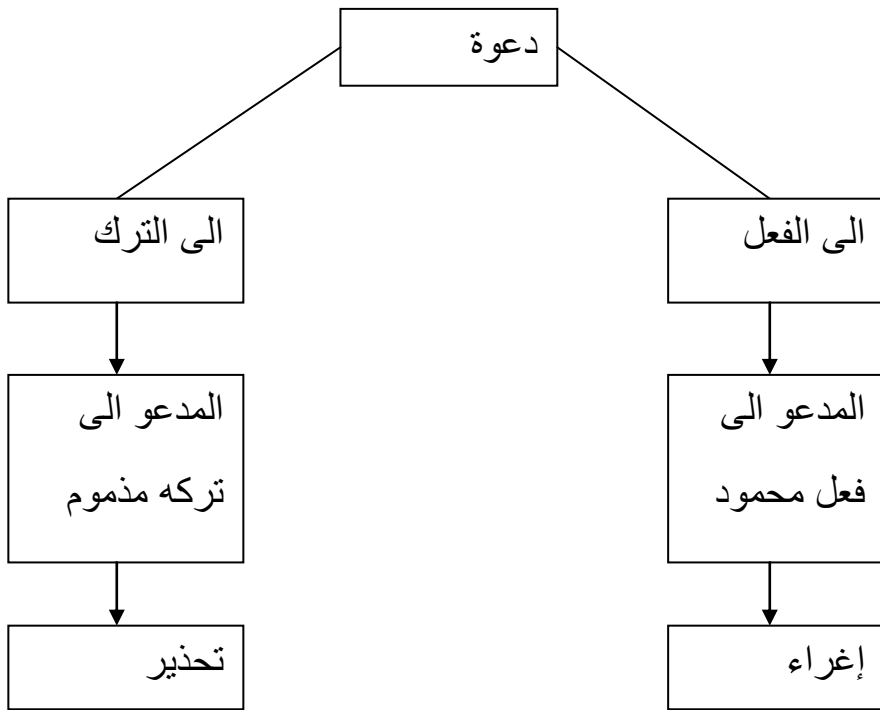 دعوة
الى الفعل
الى الترك
المدعو الى
فعل محمود
المدعو الى
تركه مذموم
إغراء
تحذير